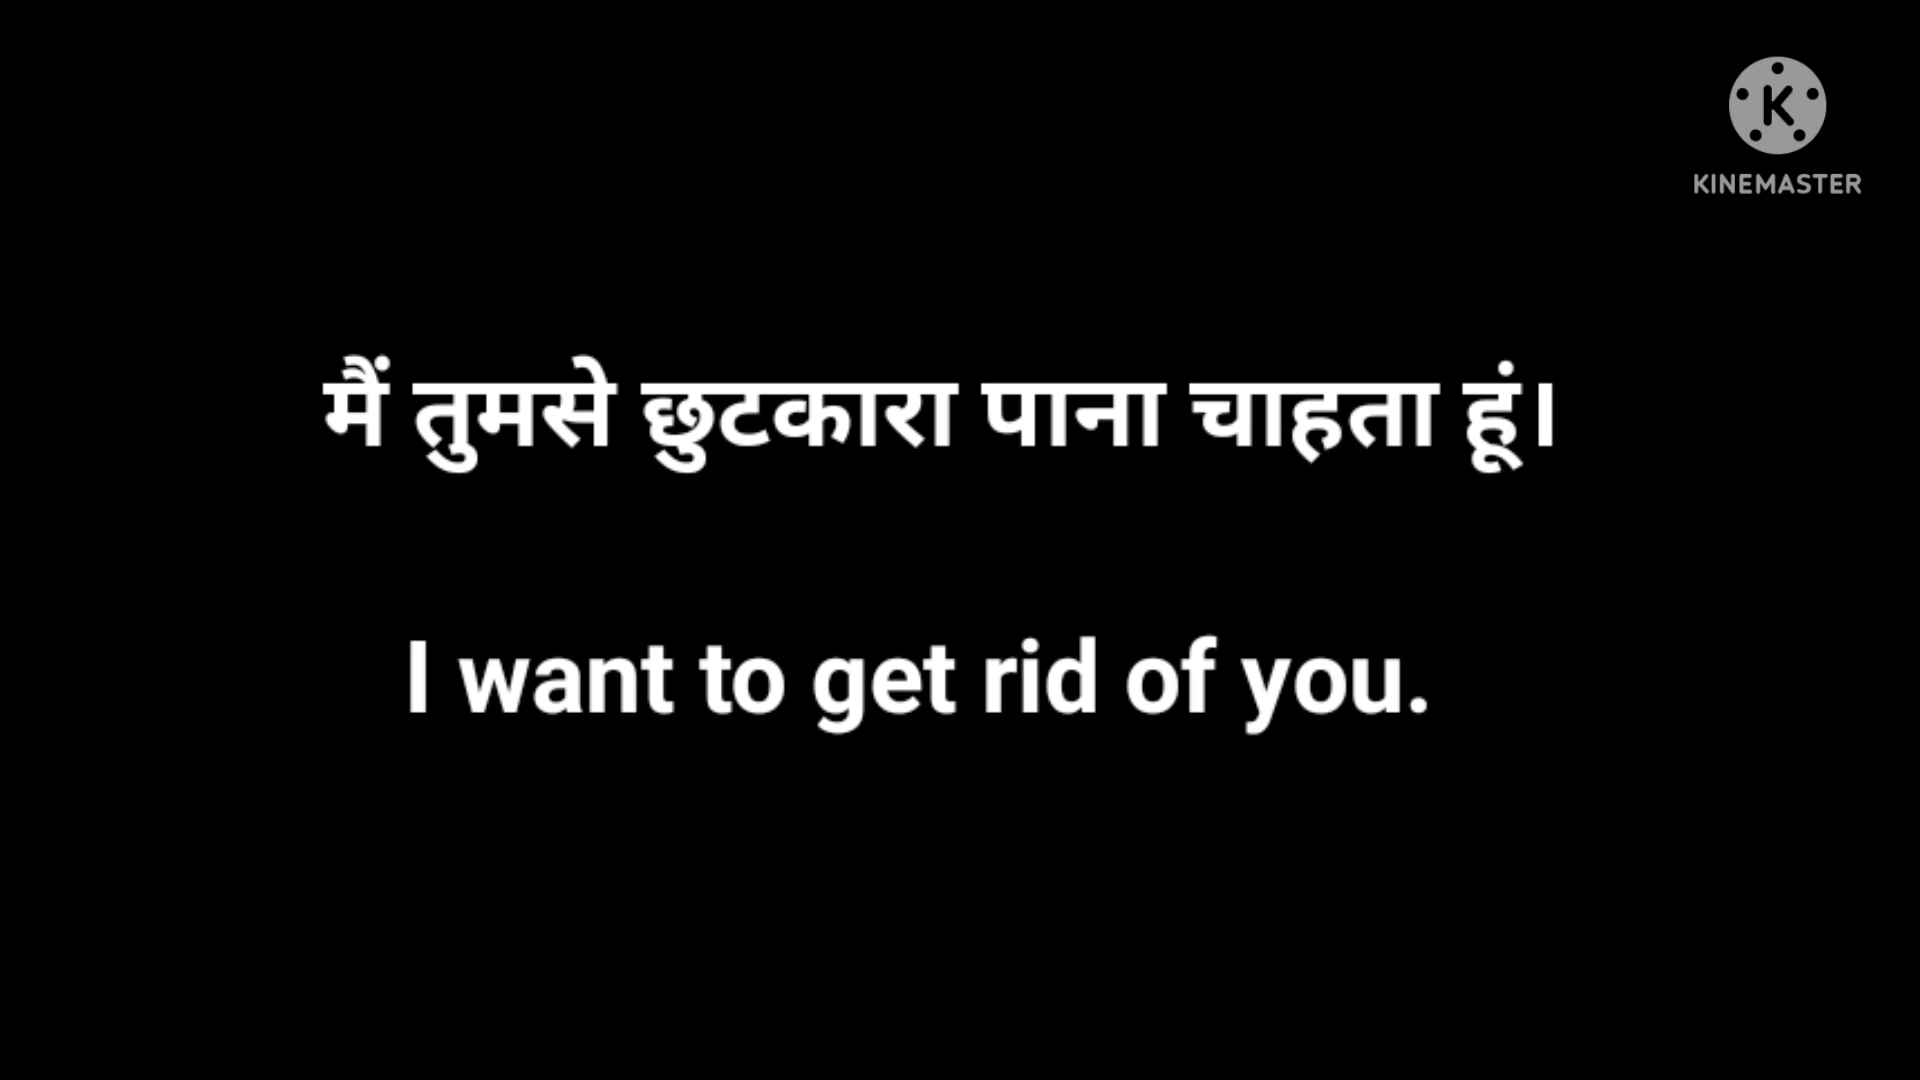 K
KINEMASTER
मैं तुमसे छुटकारा पाना चाहता हूं।
I want to get rid of you.